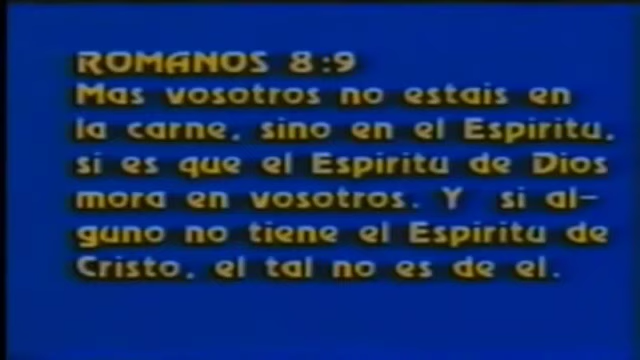 ROMANOS 8:9
Mas vosotros no estais en
la carne, sino en el Espiritu,
si es que el Espiritu de Dios
mora en vosotros. Y si al-
guno no tiene el Espiritu de
Cristo, el tal no es de el.